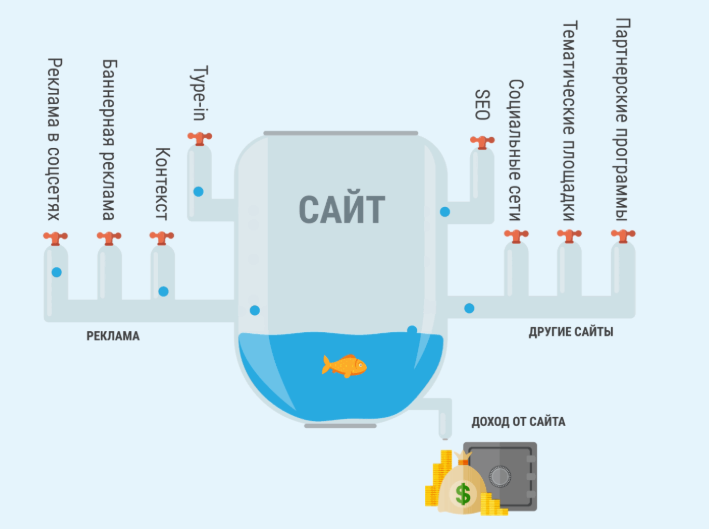 Реклама в соцсетях
Баннерная реклама
Контекст
Type-in
САЙТ
SEO
Социальные сети
Тематические площадки
Партнерские программы
РЕКЛАМА
ДРУГИЕ САЙТЫ
ДОХОД ОТ САЙТА
$